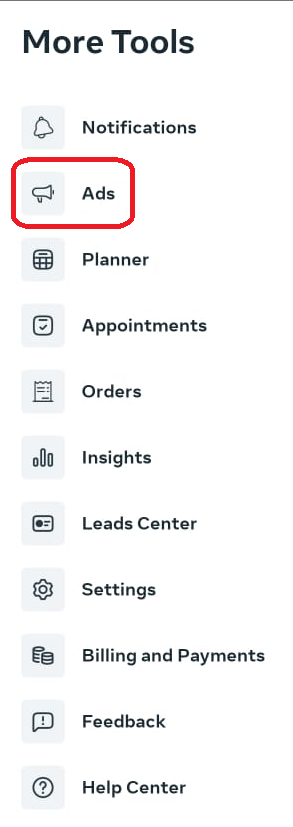 More Tools
Notifications
Ads
Planner
Appointments
Orders
Insights
Leads Center
Settings
Billing and Payments
Feedback
Help Center